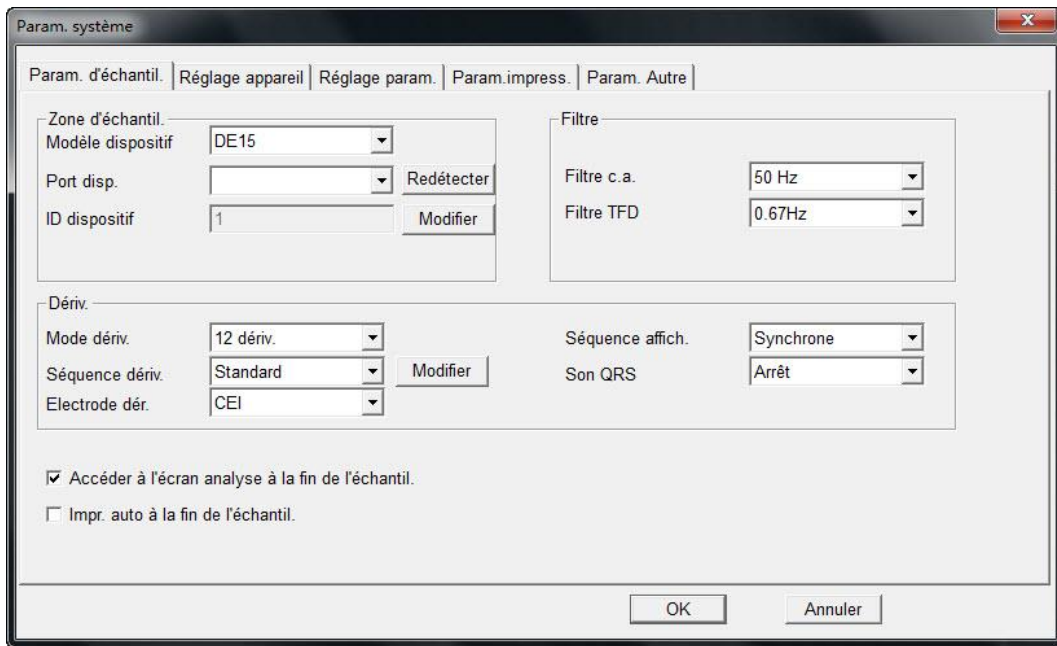 Param. système
Param. d'échantil. Réglage appareil Réglage param. Param.impress. Param. Autre
Zone d'échantil.
Modèle dispositif DE15
Port disp. Redétecter
ID dispositif 1 Modifier
Filtre
Filtre c.a. 50 Hz
Filtre TFD 0.67Hz
Dériv.
Mode dériv. 12 dériv.
Séquence dériv. Standard Modifier
Electrode dér. CEI
Séquence affich. Synchrone
Son QRS Arrêt
Accéder à l'écran analyse à la fin de l'échantil.
Impr. auto à la fin de l'échantil.
OK Annuler